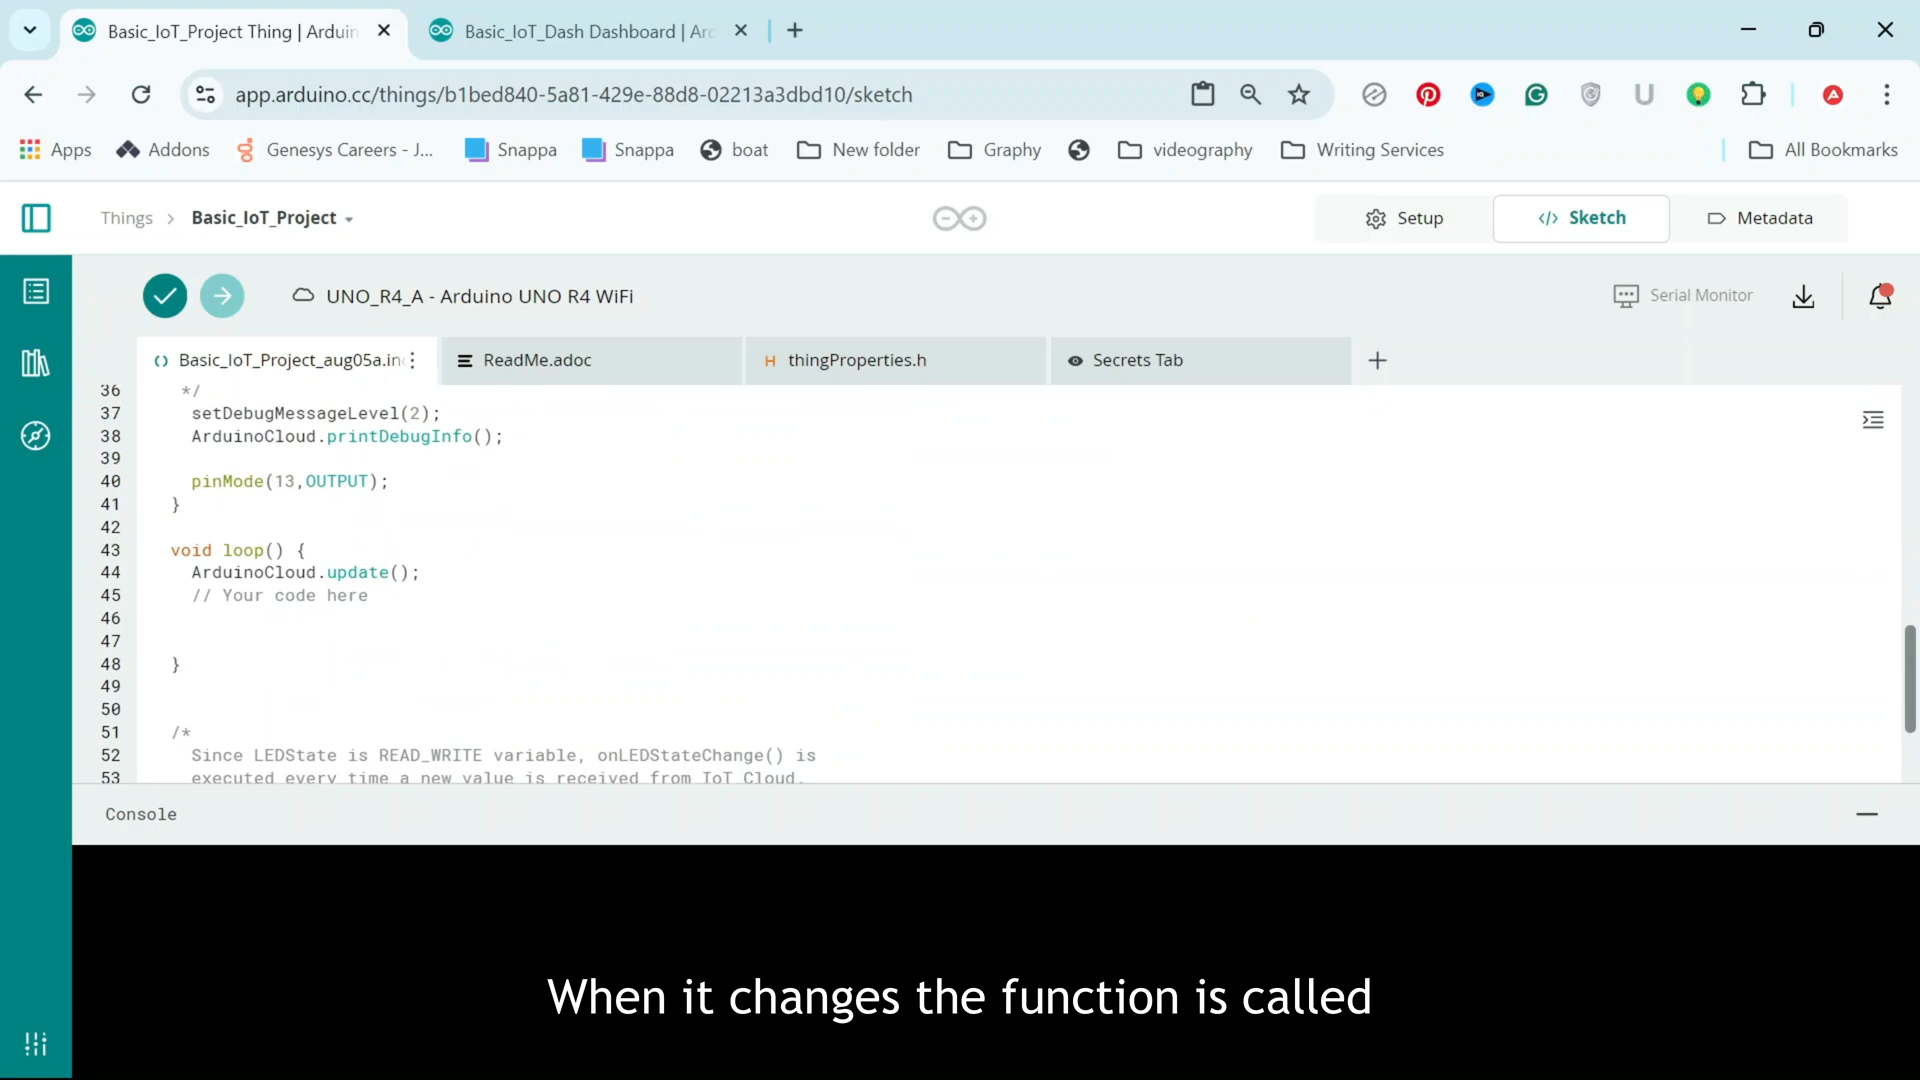 Basic_IoT_Project Thing | Arduin
Basic_IoT_Dash Dashboard | Ard
app.arduino.cc/things/b1bed840-5a81-429e-88d8-02213a3dbd10/sketch
Apps
Addons
Genesys Careers - J...
Snappa
Snappa
boat
New folder
Graphy
videography
Writing Services
All Bookmarks
Things > Basic_IoT_Project
Setup
</> Sketch
Metadata
UNO_R4_A - Arduino UNO R4 WiFi
Serial Monitor
Basic_IoT_Project_aug05a.in
ReadMe.adoc
H thingProperties.h
Secrets Tab
36 */
37 setDebugMessageLevel(2);
38 ArduinoCloud.printDebugInfo();
39
40 pinMode(13,OUTPUT);
41 }
42
43 void loop() {
44 ArduinoCloud.update();
45 // Your code here
46
47
48 }
49
50
51 /*
52 Since LEDState is READ_WRITE variable, onLEDStateChange() is
53 executed every time a new value is received from IoT Cloud.
Console
When it changes the function is called